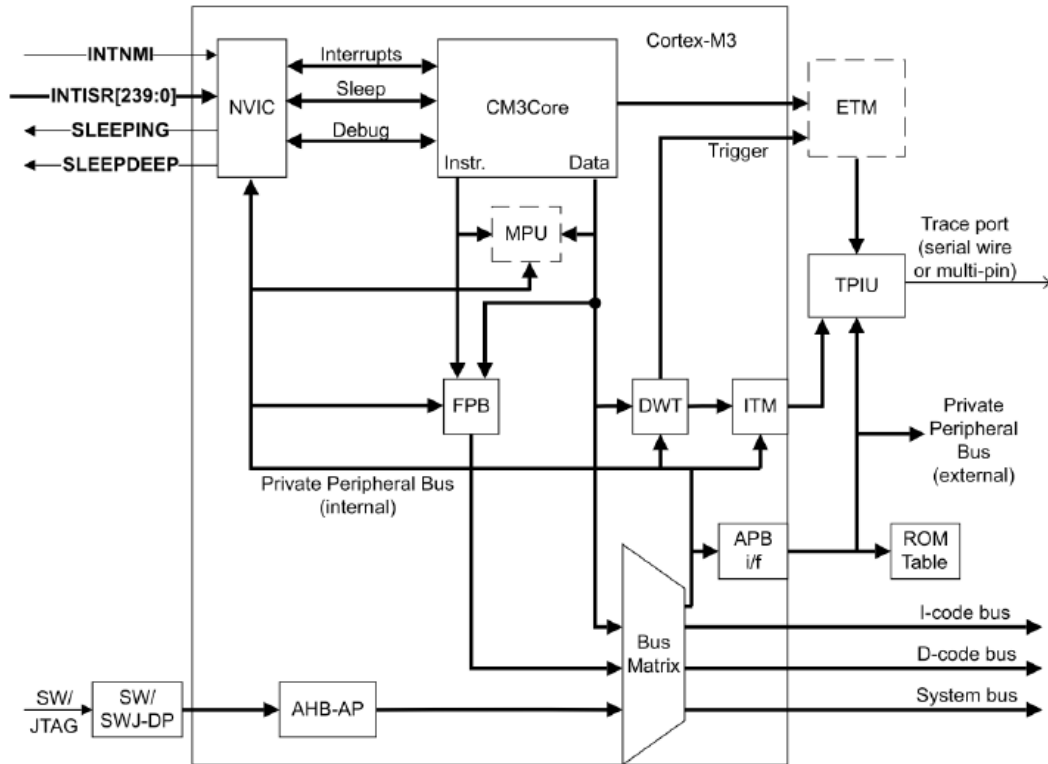 Cortex-M3
INTNMI
INTISR[239:0]
SLEEPING
SLEEPDEEP
NVIC
Interrupts
Sleep
Debug
CM3Core
Instr.
Data
ETM
Trigger
MPU
Trace port
(serial wire
or multi-pin)
TPIU
FPB
DWT
ITM
Private
Peripheral
Bus
(external)
Private Peripheral Bus
(internal)
APB
i/f
ROM
Table
I-code bus
Bus
Matrix
D-code bus
System bus
SW/
JTAG
SW/
SWJ-DP
AHB-AP